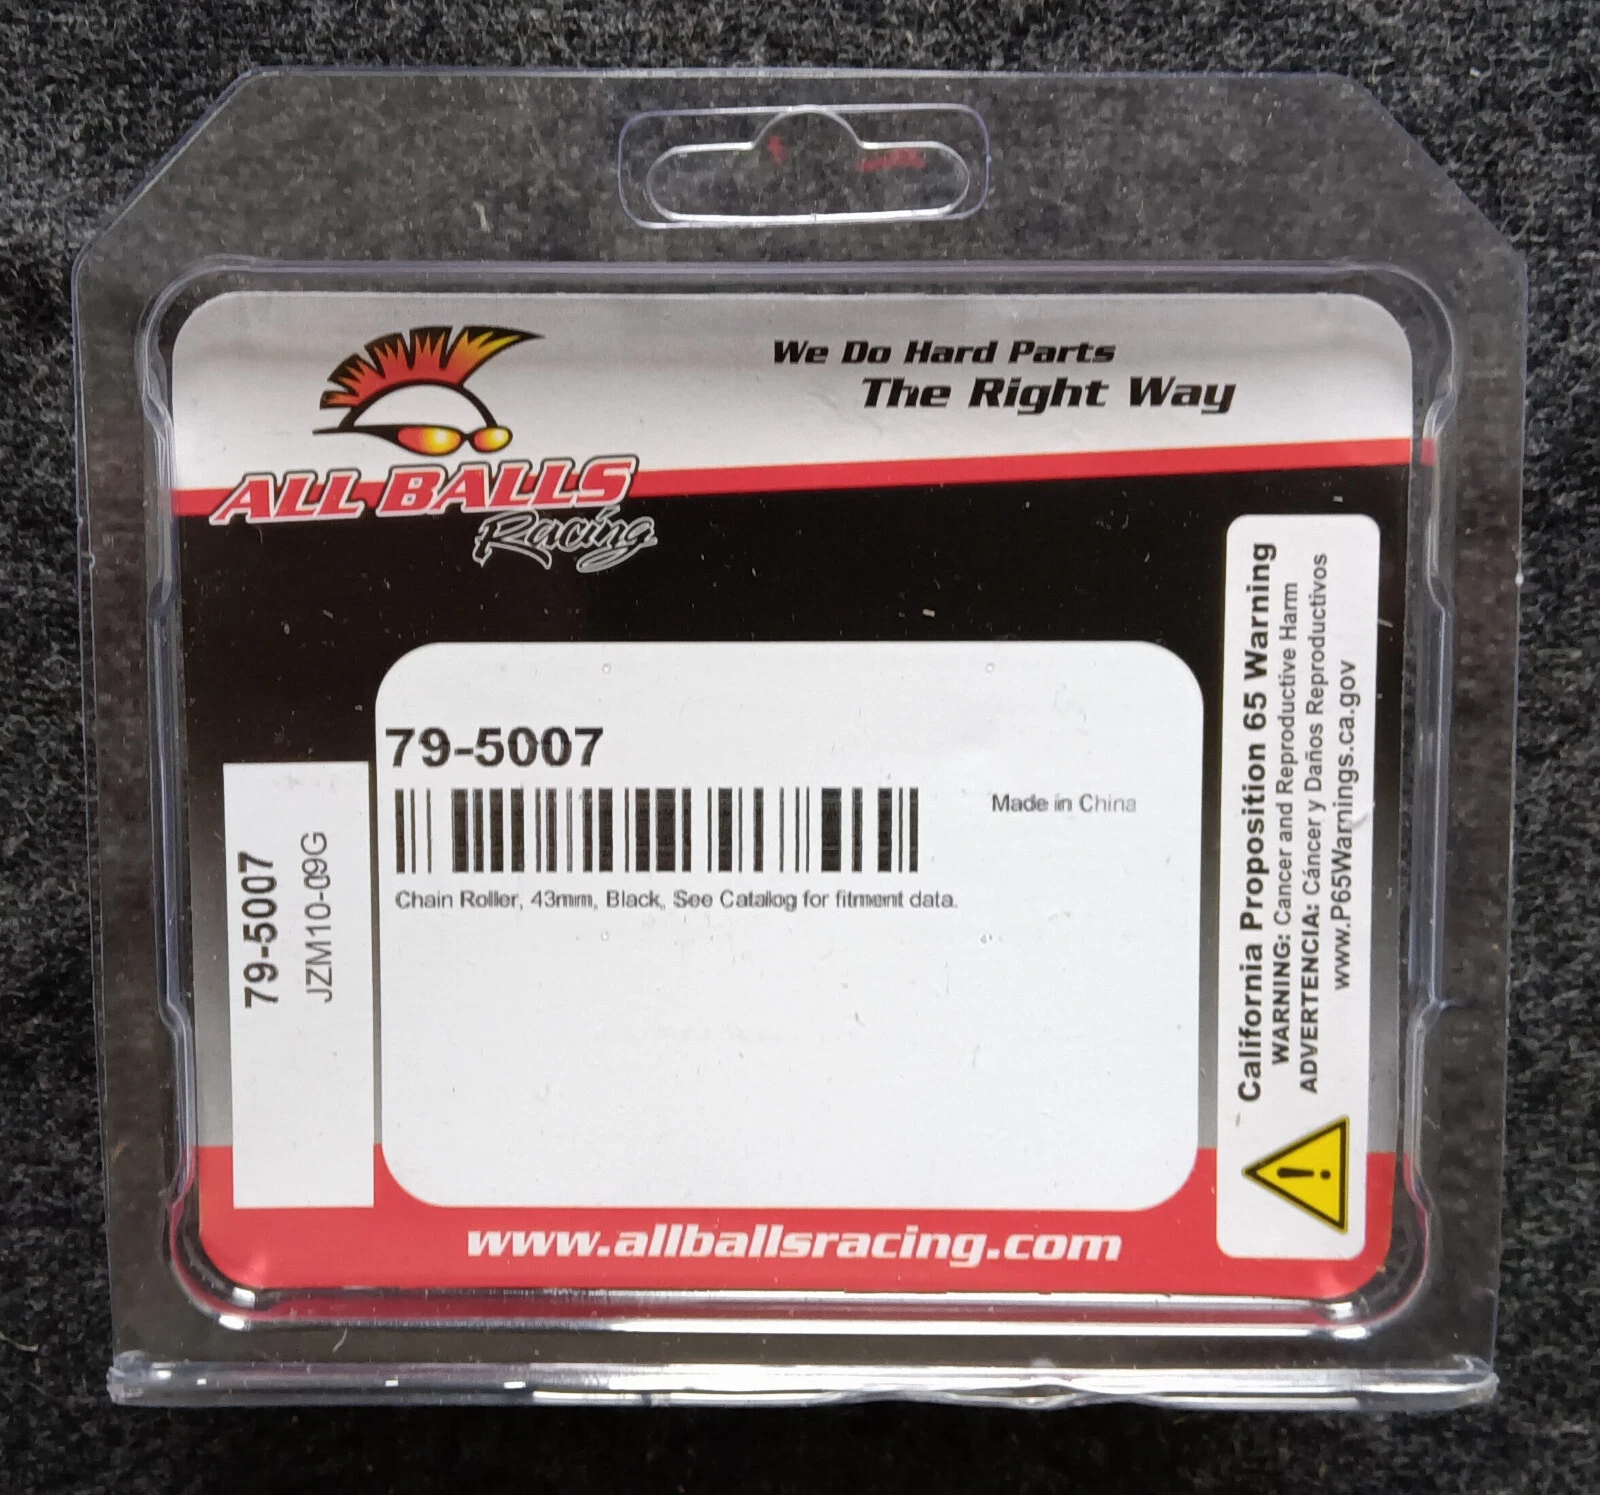 We Do Hard Parts
The Right Way
ALL BALLS
Racing
79-5007
Made in China
Chain Roller, 43mm, Black, See Catalog for fitment data.
79-5007
JZM10-09G
California Proposition 65 Warning
WARNING: Cancer and Reproductive Harm
ADVERTENCIA: Cáncer y Daños Reproductivos
www.P65Warnings.ca.gov
www.allballsracing.com